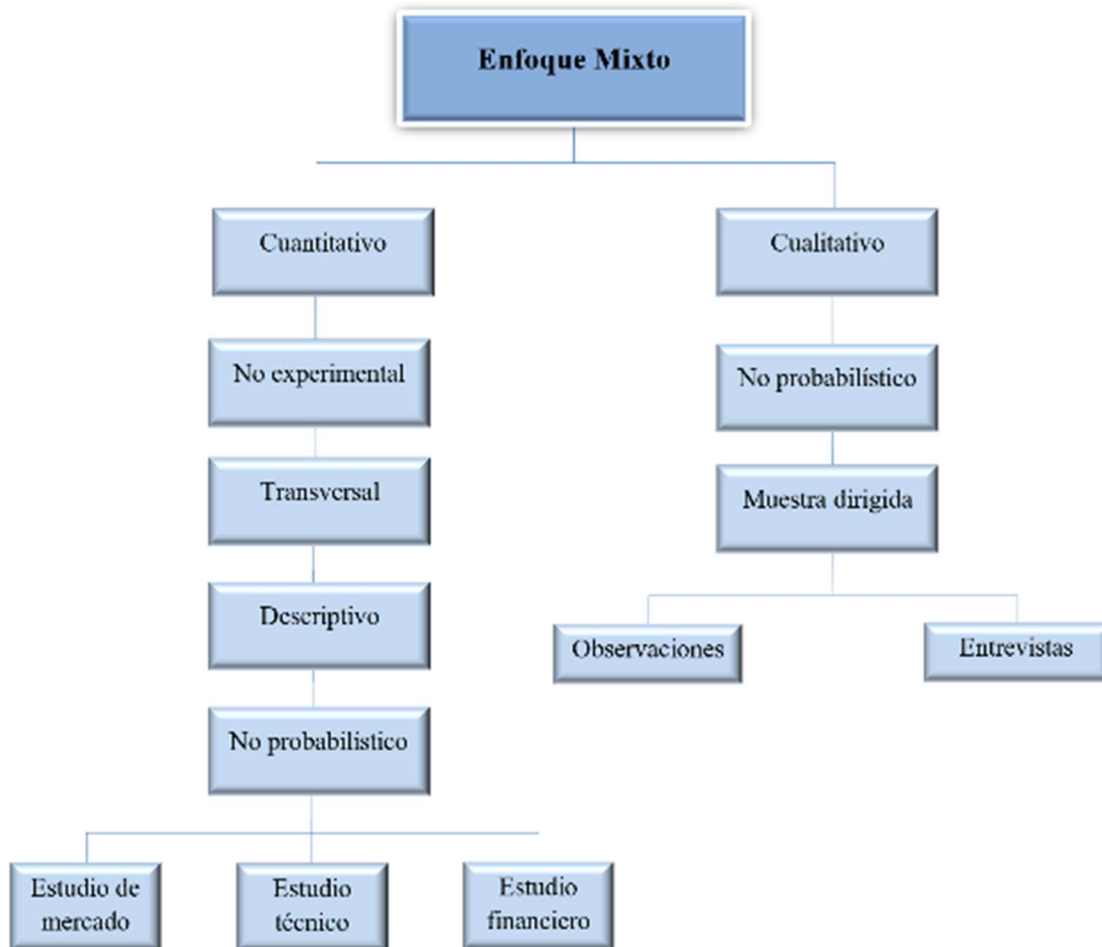 Enfoque Mixto
Cuantitativo
Cualitativo
No experimental
No probabilístico
Transversal
Muestra dirigida
Descriptivo
Observaciones
Entrevistas
No probabilistico
Estudio de
mercado
Estudio
técnico
Estudio
financiero